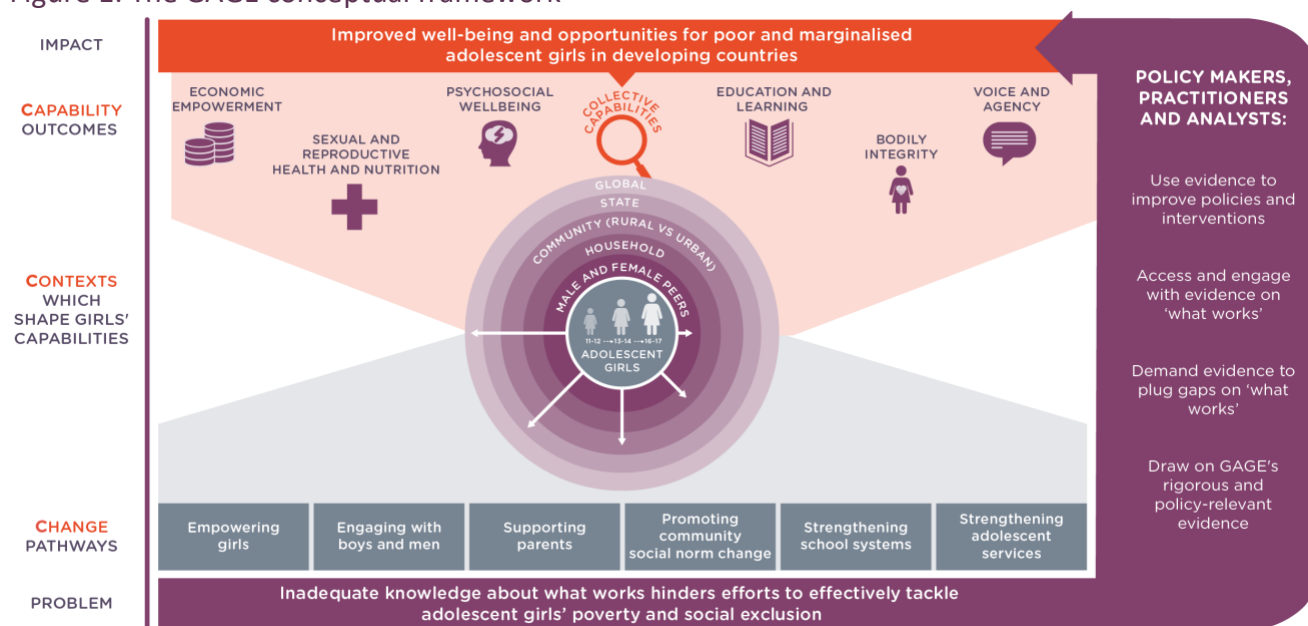 Figure 1: The GAGE conceptual framework
IMPACT
Improved well-being and opportunities for poor and marginalised
adolescent girls in developing countries
CAPABILITY
OUTCOMES
ECONOMIC
EMPOWERMENT
SEXUAL AND
REPRODUCTIVE
HEALTH AND NUTRITION
PSYCHOSOCIAL
WELLBEING
COLLECTIVE
CAPABILITIES
EDUCATION AND
LEARNING
BODILY
INTEGRITY
VOICE AND
AGENCY
CONTEXTS
WHICH
SHAPE GIRLS'
CAPABILITIES
GLOBAL
STATE
COMMUNITY (RURAL VS URBAN)
HOUSEHOLD
MALE AND FEMALE PEERS
11-12 --→13-14 --→16-17
ADOLESCENT
GIRLS
CHANGE
PATHWAYS
Empowering
girls
Engaging with
boys and men
Supporting
parents
Promoting
community
social norm change
Strengthening
school systems
Strengthening
adolescent
services
PROBLEM
Inadequate knowledge about what works hinders efforts to effectively tackle
adolescent girls' poverty and social exclusion
POLICY MAKERS,
PRACTITIONERS
AND ANALYSTS:
Use evidence to
improve policies and
interventions
Access and engage
with evidence on
‘what works’
Demand evidence to
plug gaps on ‘what
works’
Draw on GAGE's
rigorous and
policy-relevant
evidence